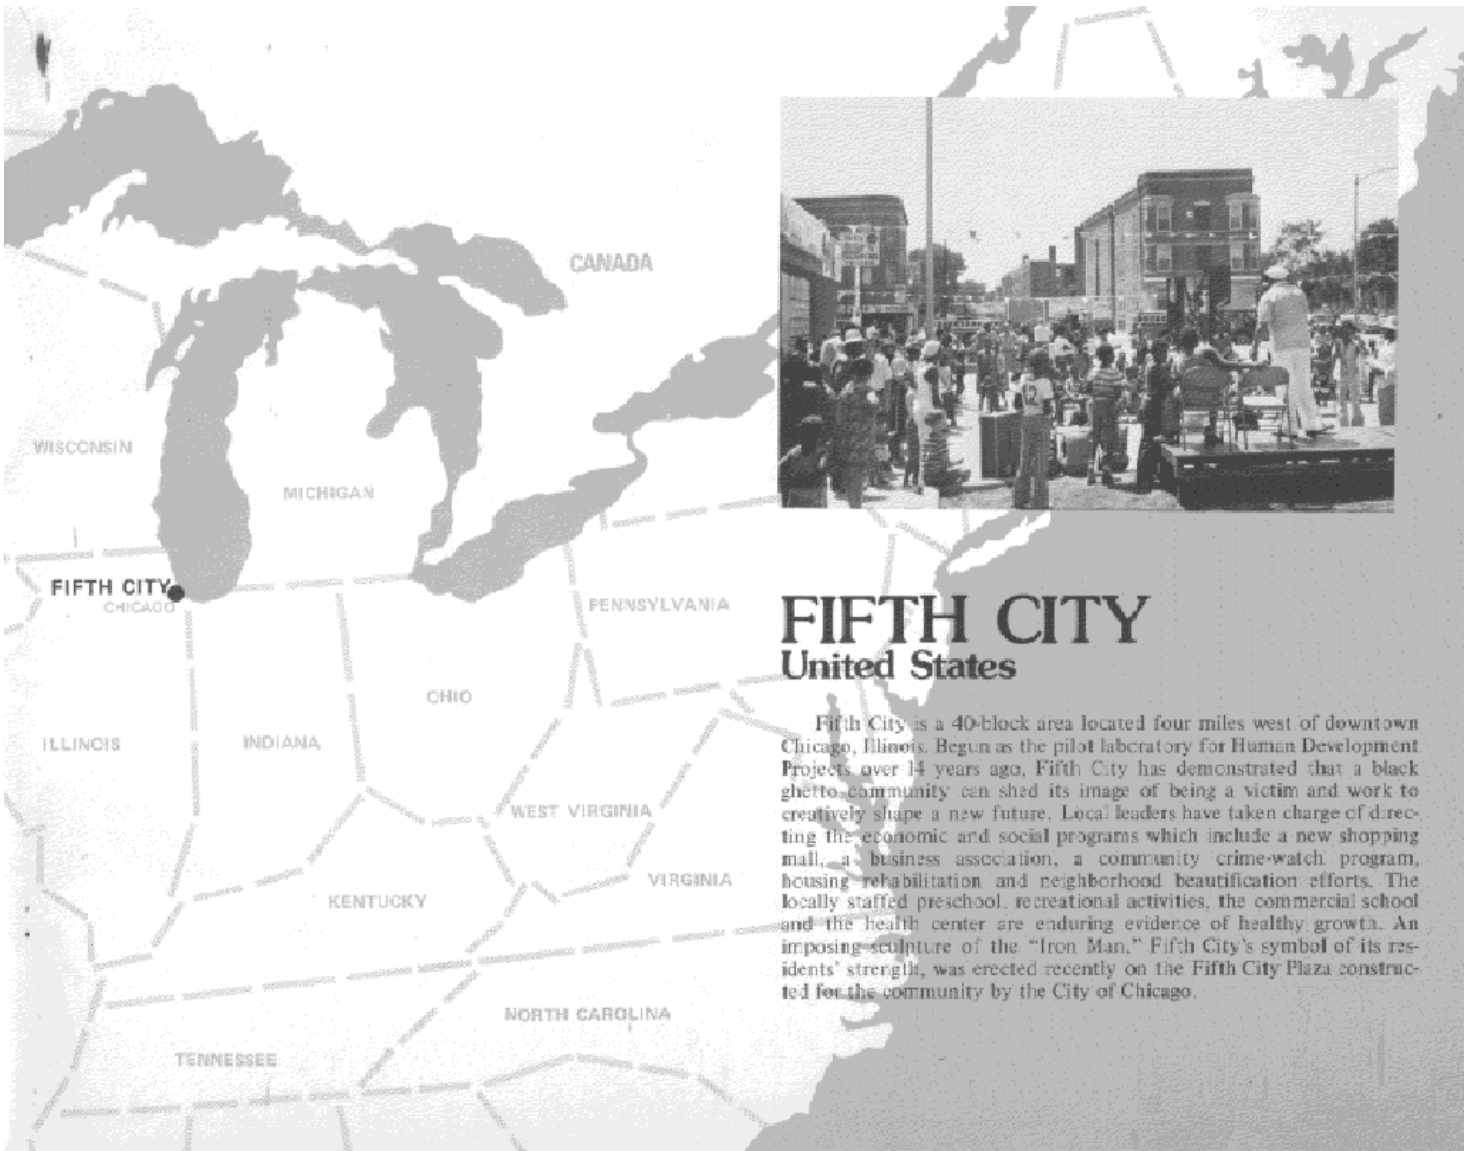 CANADA
WISCONSIN
MICHIGAN
FIFTH CITY
CHICAGO
PENNSYLVANIA
OHIO
ILLINOIS
INDIANA
WEST VIRGINIA
VIRGINIA
KENTUCKY
NORTH CAROLINA
TENNESSEE
FIFTH CITY
United States
Fifth City is a 40-block area located four miles west of downtown
Chicago, Illinois. Begun as the pilot laboratory for Human Development
Projects over 14 years ago, Fifth City has demonstrated that a black
ghetto community can shed its image of being a victim and work to
creatively shape a new future. Local leaders have taken charge of direc-
ting the economic and social programs which include a new shopping
mall, a business association, a community crime-watch program,
housing rehabilitation and neighborhood beautification efforts. The
locally staffed preschool, recreational activities, the commercial school
and the health center are enduring evidence of healthy growth. An
imposing sculpture of the "Iron Man," Fifth City's symbol of its res-
idents' strength, was erected recently on the Fifth City Plaza construc-
ted for the community by the City of Chicago.
12